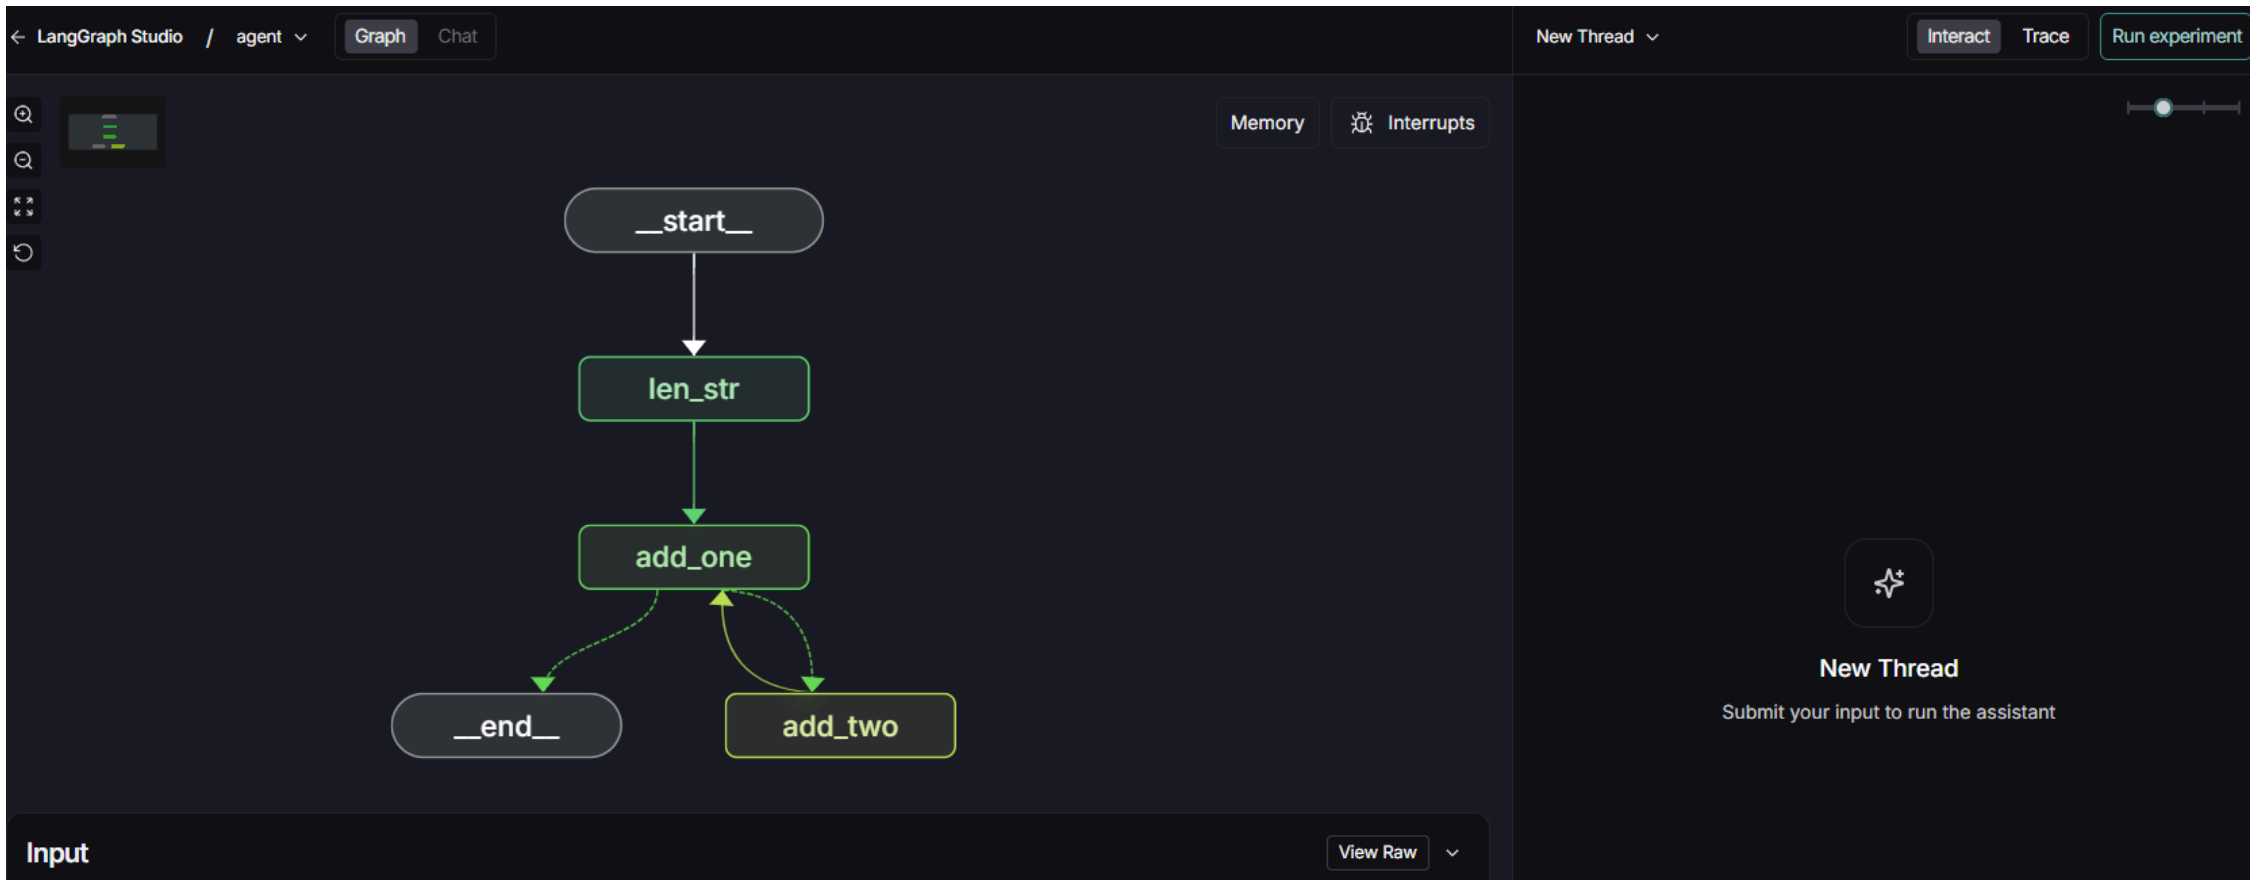 LangGraph Studio / agent
Graph Chat
New Thread
Interact Trace
Run experiment
Memory
Interrupts
__start__
len_str
add_one
__end__
add_two
New Thread
Submit your input to run the assistant
Input
View Raw